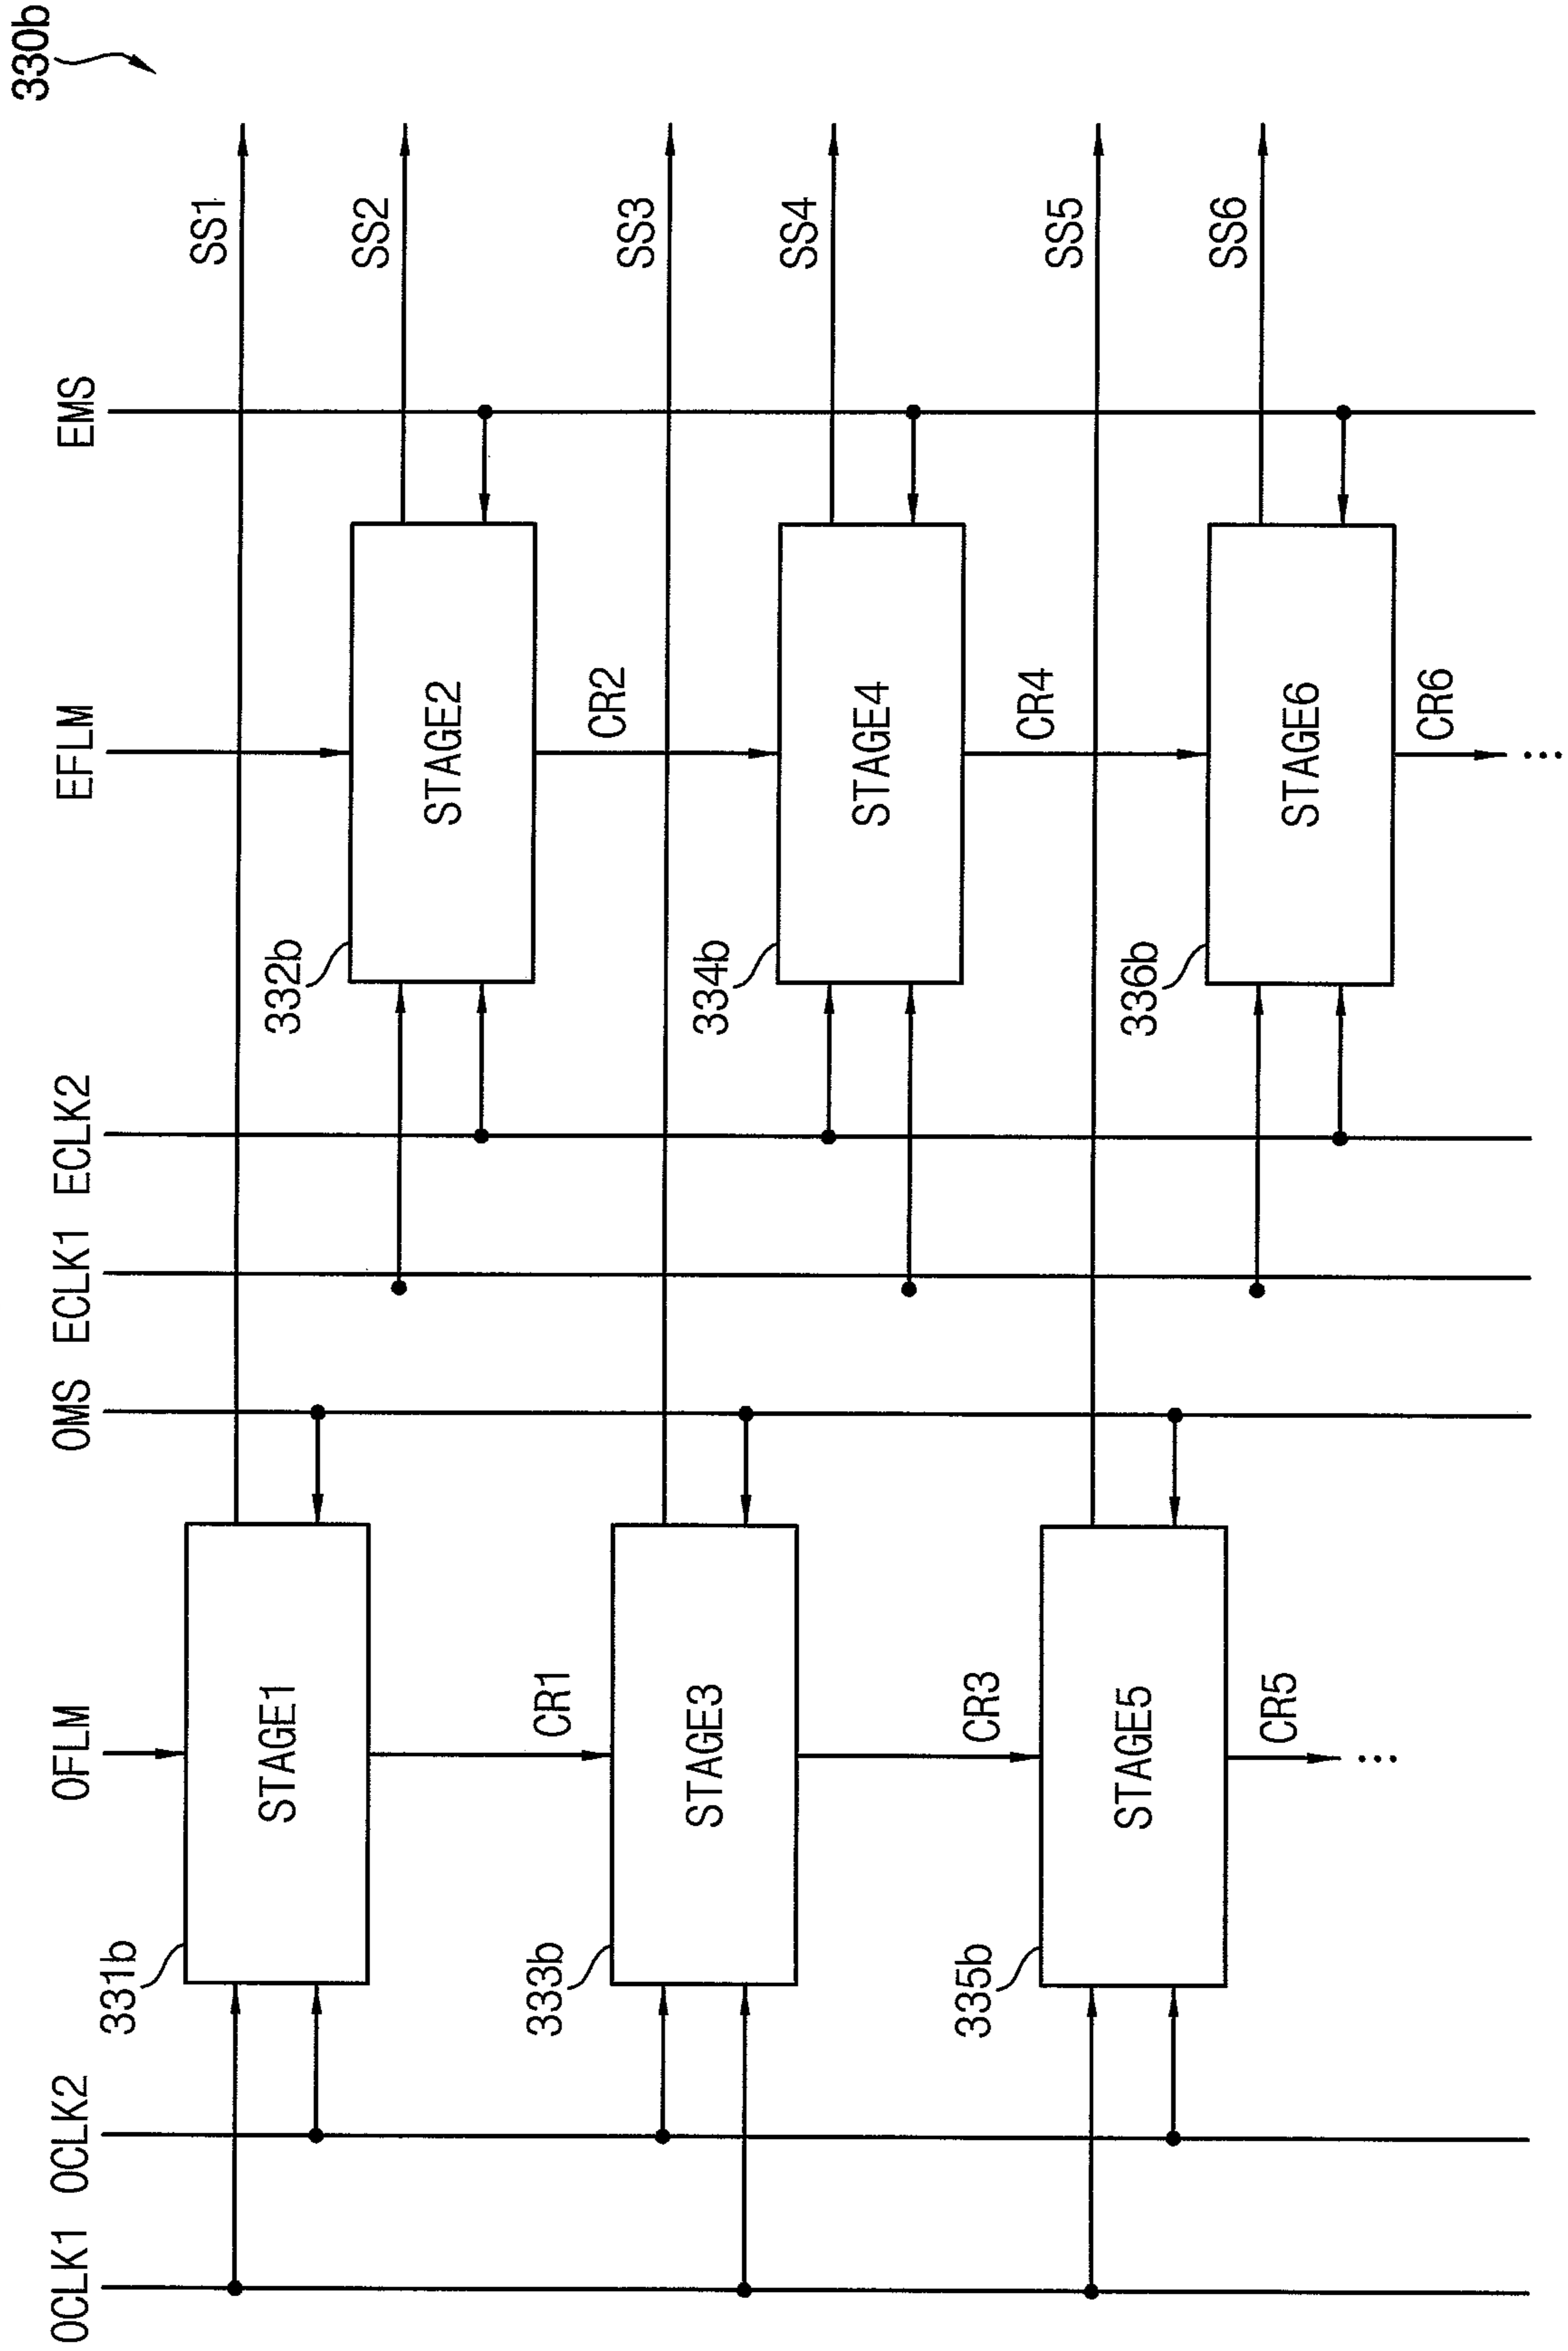 330b
OCLK1
OCLK2
OFLM
OMS
ECLK1
ECLK2
EFLM
EMS
331b
STAGE1
SS1
332b
STAGE2
SS2
CR1
CR2
333b
STAGE3
SS3
334b
STAGE4
SS4
CR3
CR4
335b
STAGE5
SS5
336b
STAGE6
SS6
CR5
...
CR6
...